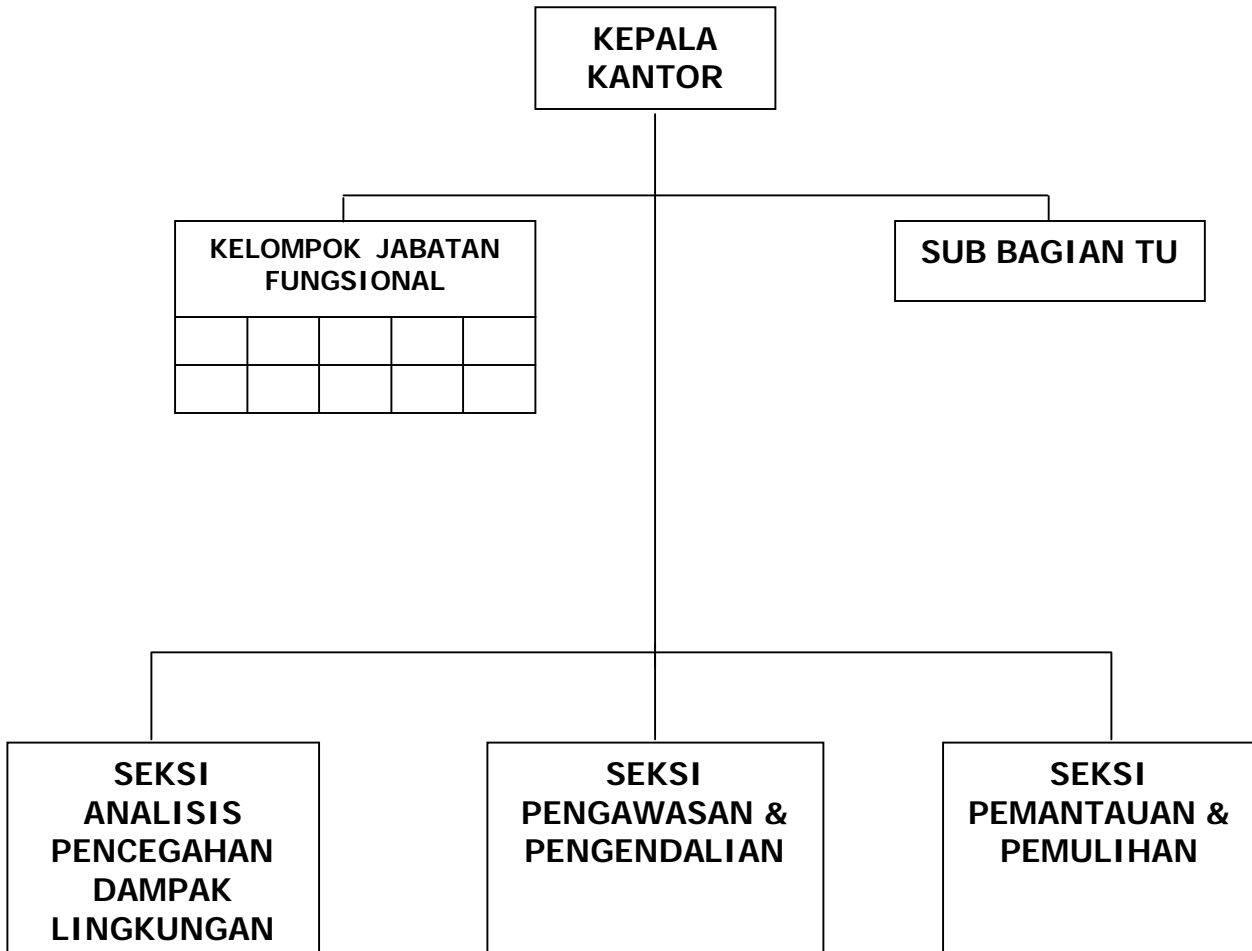 KEPALA
KANTOR
KELOMPOK JABATAN
FUNGSIONAL
SUB BAGIAN TU
SEKSI
ANALISIS
PENCEGAHAN
DAMPAK
LINGKUNGAN
SEKSI
PENGAWASAN &
PENGENDALIAN
SEKSI
PEMANTAUAN &
PEMULIHAN